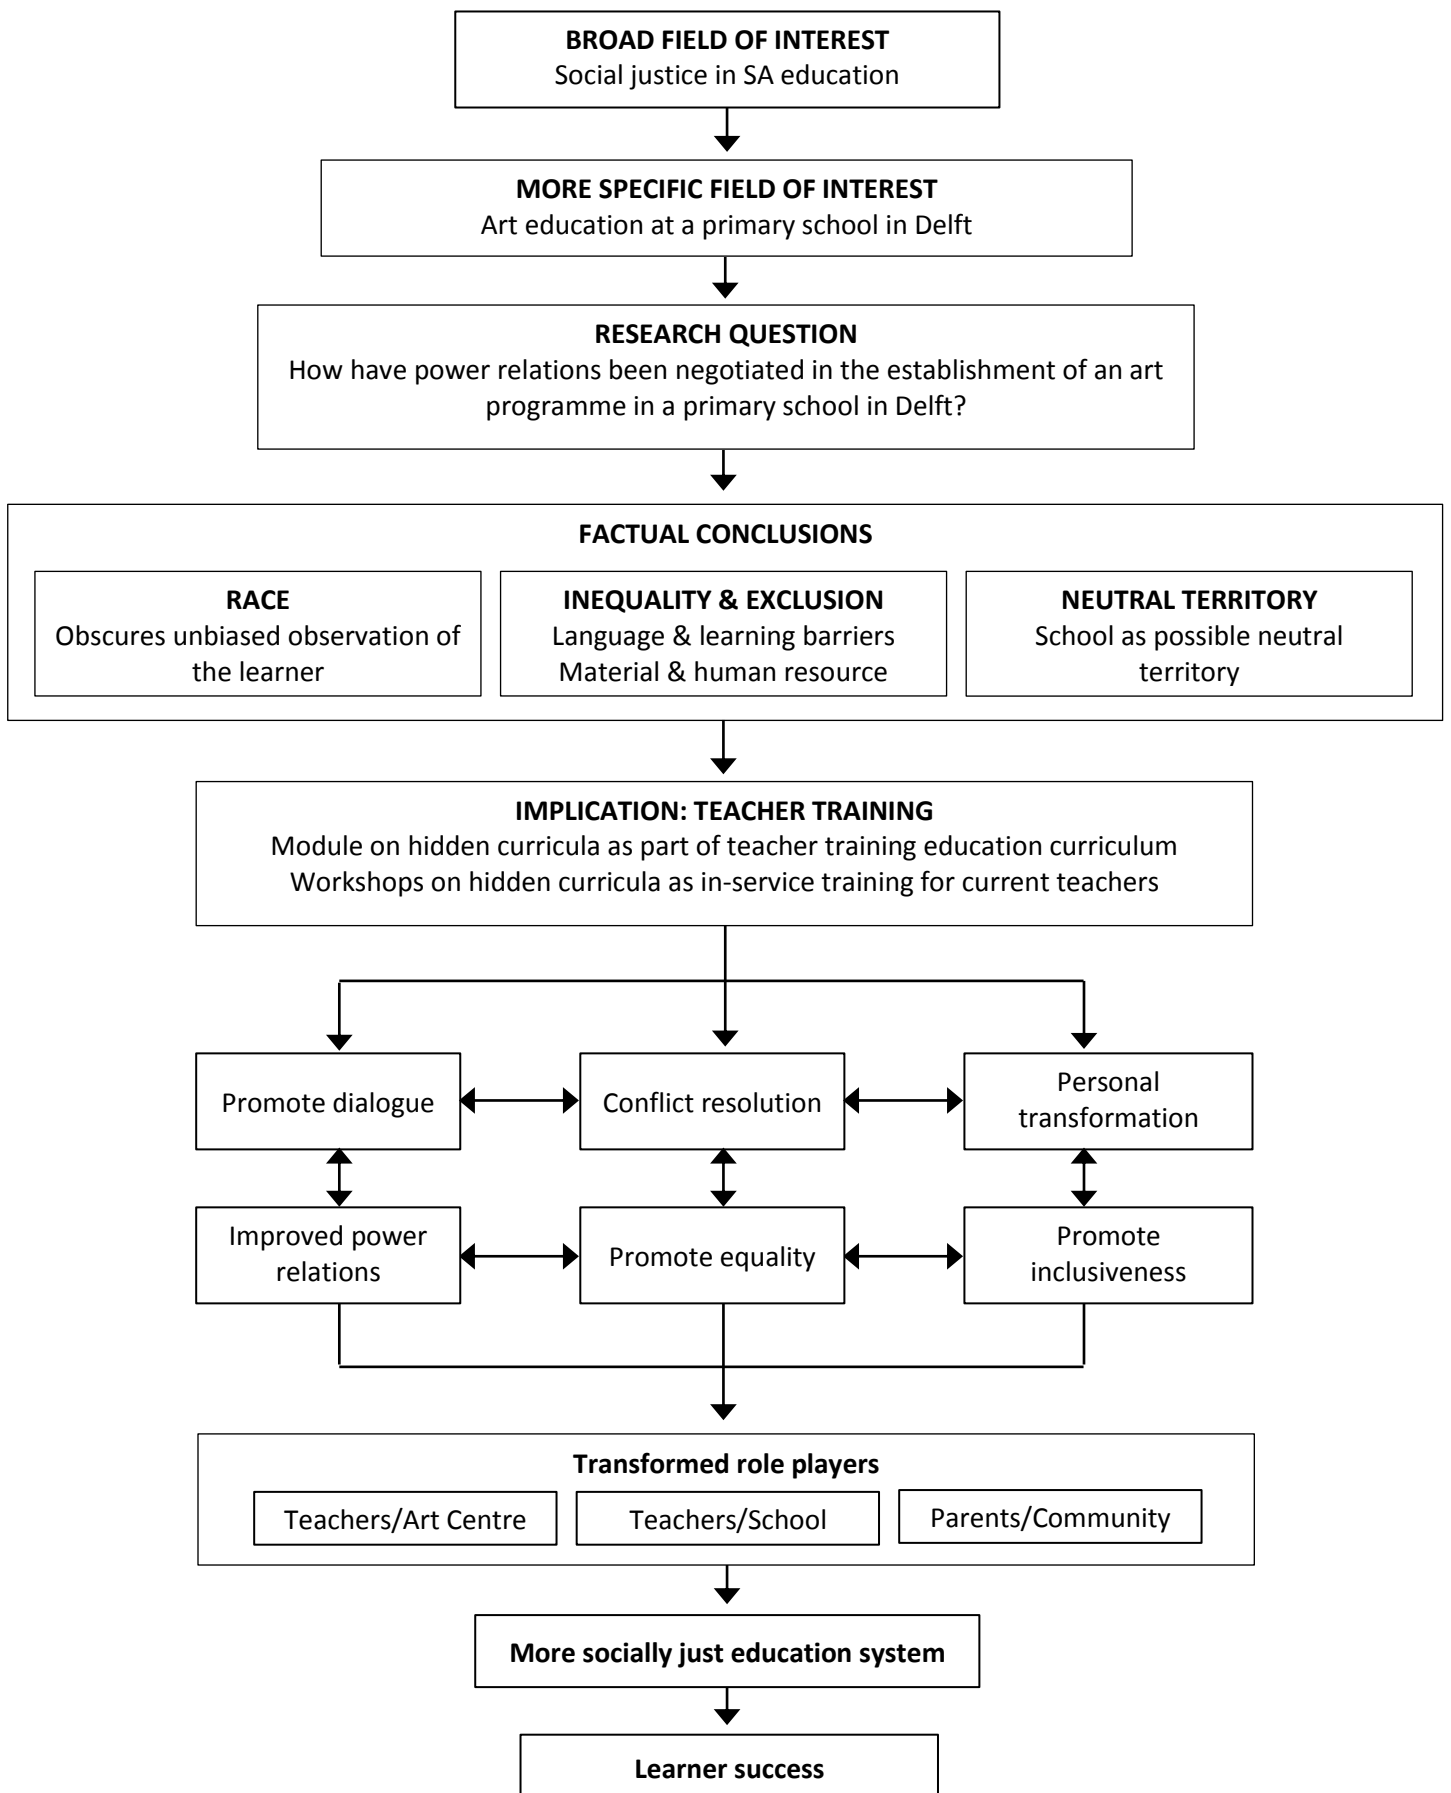 BROAD FIELD OF INTEREST
Social justice in SA education
MORE SPECIFIC FIELD OF INTEREST
Art education at a primary school in Delft
RESEARCH QUESTION
How have power relations been negotiated in the establishment of an art
programme in a primary school in Delft?
FACTUAL CONCLUSIONS
RACE
Obscures unbiased observation of
the learner
INEQUALITY & EXCLUSION
Language & learning barriers
Material & human resource
NEUTRAL TERRITORY
School as possible neutral
territory
IMPLICATION: TEACHER TRAINING
Module on hidden curricula as part of teacher training education curriculum
Workshops on hidden curricula as in-service training for current teachers
Promote dialogue
Conflict resolution
Personal
transformation
Improved power
relations
Promote equality
Promote
inclusiveness
Transformed role players
Teachers/Art Centre
Teachers/School
Parents/Community
More socially just education system
Learner success